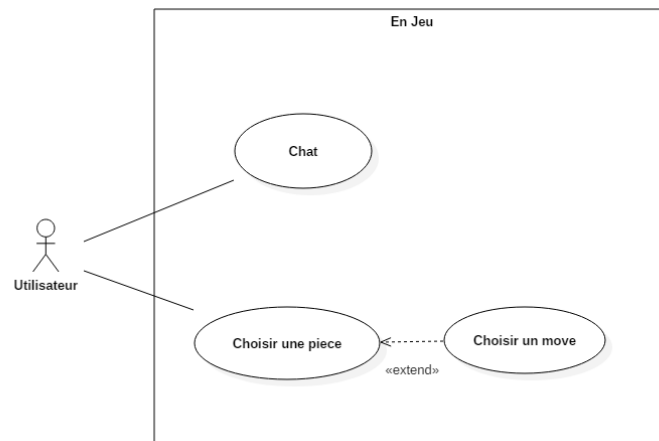 En Jeu
Chat
Utilisateur
Choisir une piece
Choisir un move
«extend»